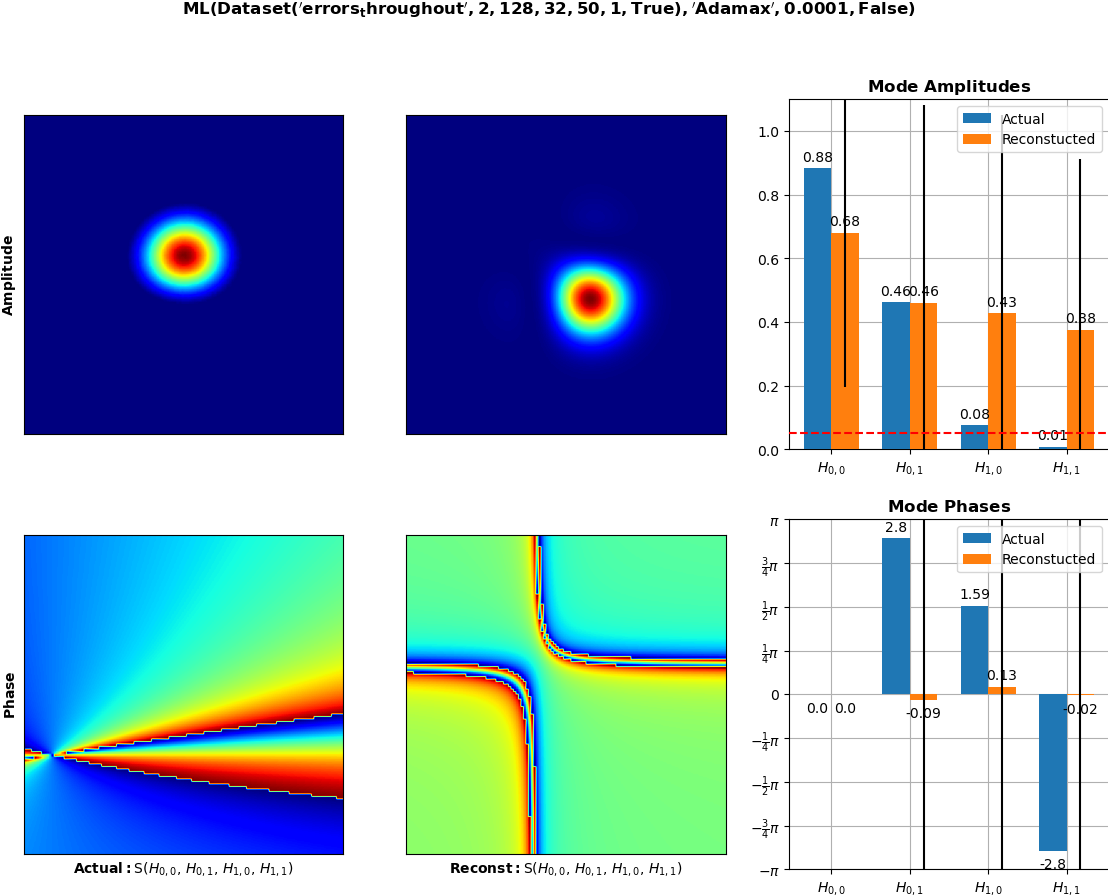 ML(Dataset('errors_throughout', 2, 128, 32, 50, 1, True), 'Adamax', 0.0001, False)
Mode Amplitudes
Actual
Reconstucted
1.0
0.8
0.6
0.4
0.2
0.0
0.88
0.68
0.46
0.46
0.08
0.43
0.01
0.38
H0,0
H0,1
H1,0
H1,1
Amplitude
Mode Phases
Actual
Reconstucted
π
3/4π
1/2π
1/4π
0
−1/4π
−1/2π
−3/4π
−π
0.0
0.0
2.8
-0.09
1.59
0.13
-2.8
-0.02
H0,0
H0,1
H1,0
H1,1
Phase
Actual: S(H0,0, H0,1, H1,0, H1,1)
Reconst: S(H0,0, H0,1, H1,0, H1,1)